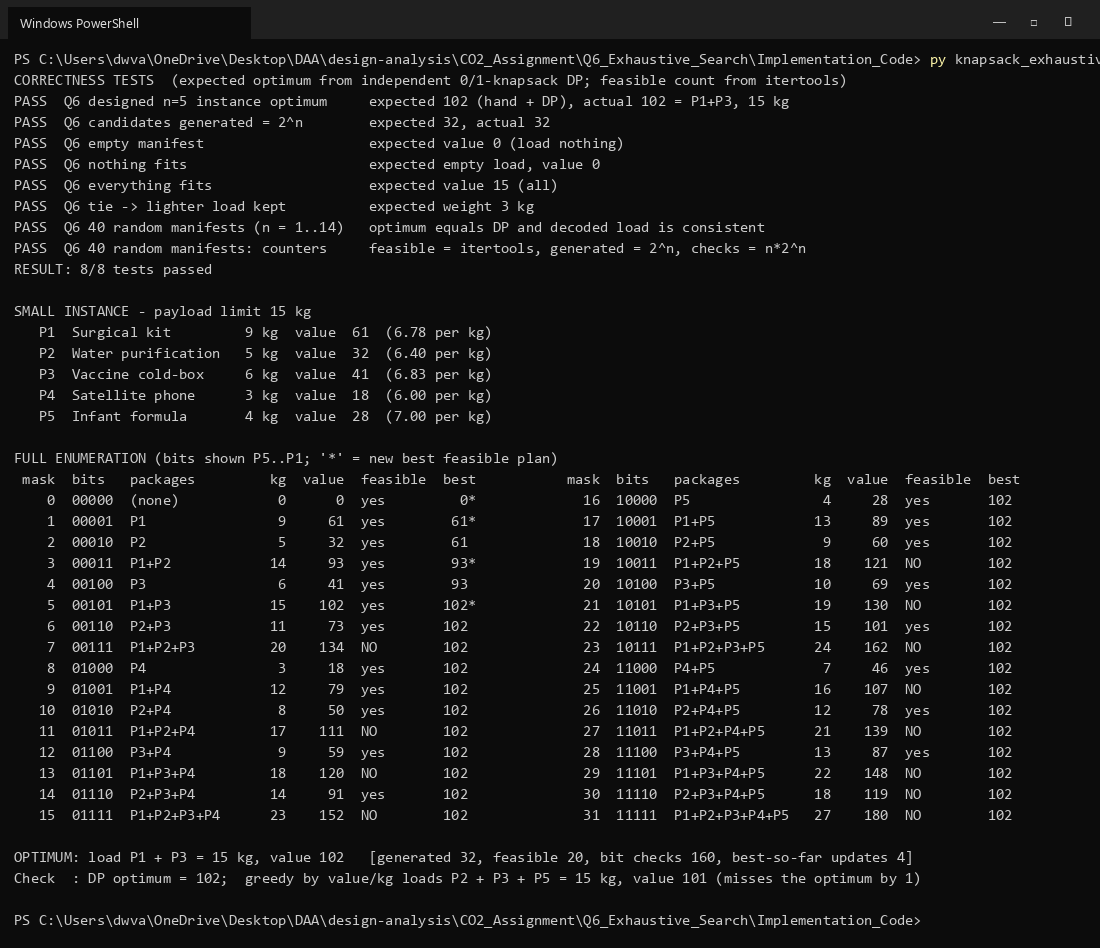 Windows PowerShell
PS C:\Users\dwva\OneDrive\Desktop\DAA\design-analysis\CO2_Assignment\Q6_Exhaustive_Search\Implementation_Code> py knapsack_exhaustiv
CORRECTNESS TESTS  (expected optimum from independent 0/1-knapsack DP; feasible count from itertools)
PASS  Q6 designed n=5 instance optimum     expected 102 (hand + DP), actual 102 = P1+P3, 15 kg
PASS  Q6 candidates generated = 2^n        expected 32, actual 32
PASS  Q6 empty manifest                    expected value 0 (load nothing)
PASS  Q6 nothing fits                      expected empty load, value 0
PASS  Q6 everything fits                   expected value 15 (all)
PASS  Q6 tie -> lighter load kept          expected weight 3 kg
PASS  Q6 40 random manifests (n = 1..14)   optimum equals DP and decoded load is consistent
PASS  Q6 40 random manifests: counters     feasible = itertools, generated = 2^n, checks = n*2^n
RESULT: 8/8 tests passed
SMALL INSTANCE - payload limit 15 kg
P1  Surgical kit         9 kg  value  61  (6.78 per kg)
P2  Water purification   5 kg  value  32  (6.40 per kg)
P3  Vaccine cold-box     6 kg  value  41  (6.83 per kg)
P4  Satellite phone      3 kg  value  18  (6.00 per kg)
P5  Infant formula       4 kg  value  28  (7.00 per kg)
FULL ENUMERATION (bits shown P5..P1; '*' = new best feasible plan)
mask  bits   packages         kg  value  feasible  best            mask  bits   packages         kg  value  feasible  best
0  00000  (none)            0      0  yes         0*            16  10000  P5                4     28  yes       102
1  00001  P1                9     61  yes        61*            17  10001  P1+P5            13     89  yes       102
2  00010  P2                5     32  yes        61             18  10010  P2+P5             9     60  yes       102
3  00011  P1+P2            14     93  yes        93*            19  10011  P1+P2+P5         18    121  NO        102
4  00100  P3                6     41  yes        93             20  10100  P3+P5            10     69  yes       102
5  00101  P1+P3            15    102  yes       102*            21  10101  P1+P3+P5         19    130  NO        102
6  00110  P2+P3            11     73  yes       102             22  10110  P2+P3+P5         15    101  yes       102
7  00111  P1+P2+P3         20    134  NO        102             23  10111  P1+P2+P3+P5      24    162  NO        102
8  01000  P4                3     18  yes       102             24  11000  P4+P5             7     46  yes       102
9  01001  P1+P4            12     79  yes       102             25  11001  P1+P4+P5         16    107  NO        102
10  01010  P2+P4             8     50  yes       102             26  11010  P2+P4+P5         12     78  yes       102
11  01011  P1+P2+P4         17    111  NO        102             27  11011  P1+P2+P4+P5      21    139  NO        102
12  01100  P3+P4             9     59  yes       102             28  11100  P3+P4+P5         13     87  yes       102
13  01101  P1+P3+P4         18    120  NO        102             29  11101  P1+P3+P4+P5      22    148  NO        102
14  01110  P2+P3+P4         14     91  yes       102             30  11110  P2+P3+P4+P5      18    119  NO        102
15  01111  P1+P2+P3+P4      23    152  NO        102             31  11111  P1+P2+P3+P4+P5   27    180  NO        102
OPTIMUM: load P1 + P3 = 15 kg, value 102   [generated 32, feasible 20, bit checks 160, best-so-far updates 4]
Check  : DP optimum = 102;  greedy by value/kg loads P2 + P3 + P5 = 15 kg, value 101 (misses the optimum by 1)
PS C:\Users\dwva\OneDrive\Desktop\DAA\design-analysis\CO2_Assignment\Q6_Exhaustive_Search\Implementation_Code>